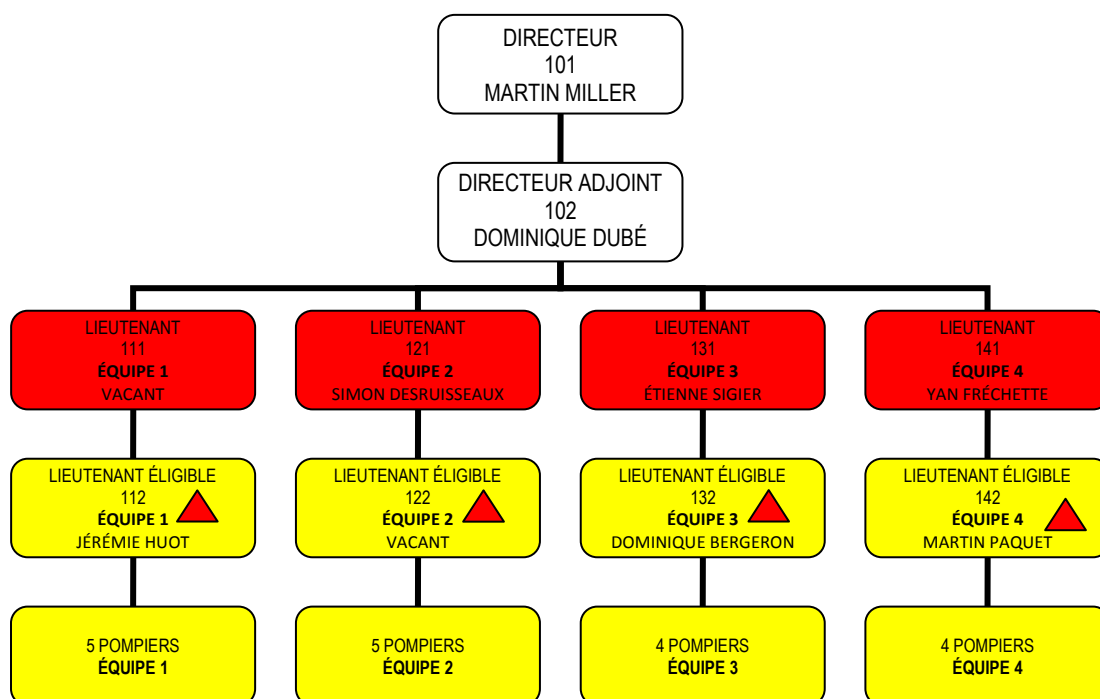 DIRECTEUR
101
MARTIN MILLER
DIRECTEUR ADJOINT
102
DOMINIQUE DUBÉ
LIEUTENANT
111
ÉQUIPE 1
VACANT
LIEUTENANT
121
ÉQUIPE 2
SIMON DESRUISSEAUX
LIEUTENANT
131
ÉQUIPE 3
ÉTIENNE SIGIER
LIEUTENANT
141
ÉQUIPE 4
YAN FRÉCHETTE
LIEUTENANT ÉLIGIBLE
112
ÉQUIPE 1
JÉRÉMIE HUOT
LIEUTENANT ÉLIGIBLE
122
ÉQUIPE 2
VACANT
LIEUTENANT ÉLIGIBLE
132
ÉQUIPE 3
DOMINIQUE BERGERON
LIEUTENANT ÉLIGIBLE
142
ÉQUIPE 4
MARTIN PAQUET
5 POMPIERS
ÉQUIPE 1
5 POMPIERS
ÉQUIPE 2
4 POMPIERS
ÉQUIPE 3
4 POMPIERS
ÉQUIPE 4